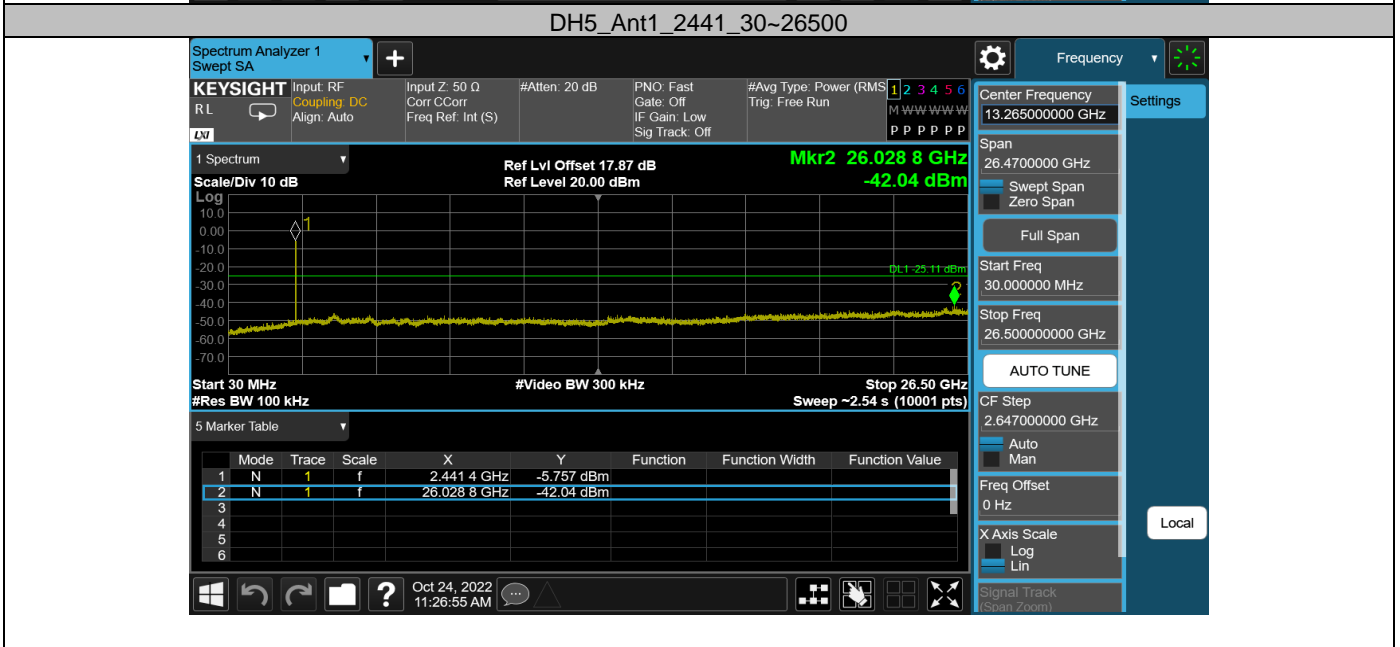 DH5_Ant1_2441_30~26500
Spectrum Analyzer 1
Swept SA
+
Frequency
KEYSIGHT
RL
LXI
Input: RF
Coupling: DC
Align: Auto
Input Z: 50 Ω
Corr CCorr
Freq Ref: Int (S)
#Atten: 20 dB
PNO: Fast
Gate: Off
IF Gain: Low
Sig Track: Off
#Avg Type: Power (RMS
Trig: Free Run
1 2 3 4 5 6
M W W W W W
P P P P P P
1 Spectrum
Scale/Div 10 dB
Ref Lvl Offset 17.87 dB
Ref Level 20.00 dBm
Mkr2 26.028 8 GHz
-42.04 dBm
Log
10.0
0.00
-10.0
-20.0
-30.0
-40.0
-50.0
-60.0
-70.0
1
DL1 -25.11 dBm
2
Start 30 MHz
#Res BW 100 kHz
#Video BW 300 kHz
Stop 26.50 GHz
Sweep ~2.54 s (10001 pts)
5 Marker Table
Mode Trace Scale X Y Function Function Width Function Value
1 N 1 f 2.441 4 GHz -5.757 dBm
2 N 1 f 26.028 8 GHz -42.04 dBm
3
4
5
6
?
Oct 24, 2022
11:26:55 AM
Center Frequency
13.265000000 GHz
Span
26.4700000 GHz
Swept Span
Zero Span
Full Span
Start Freq
30.000000 MHz
Stop Freq
26.500000000 GHz
AUTO TUNE
CF Step
2.647000000 GHz
Auto
Man
Freq Offset
0 Hz
X Axis Scale
Log
Lin
Signal Track
(Span Zoom)
Settings
Local